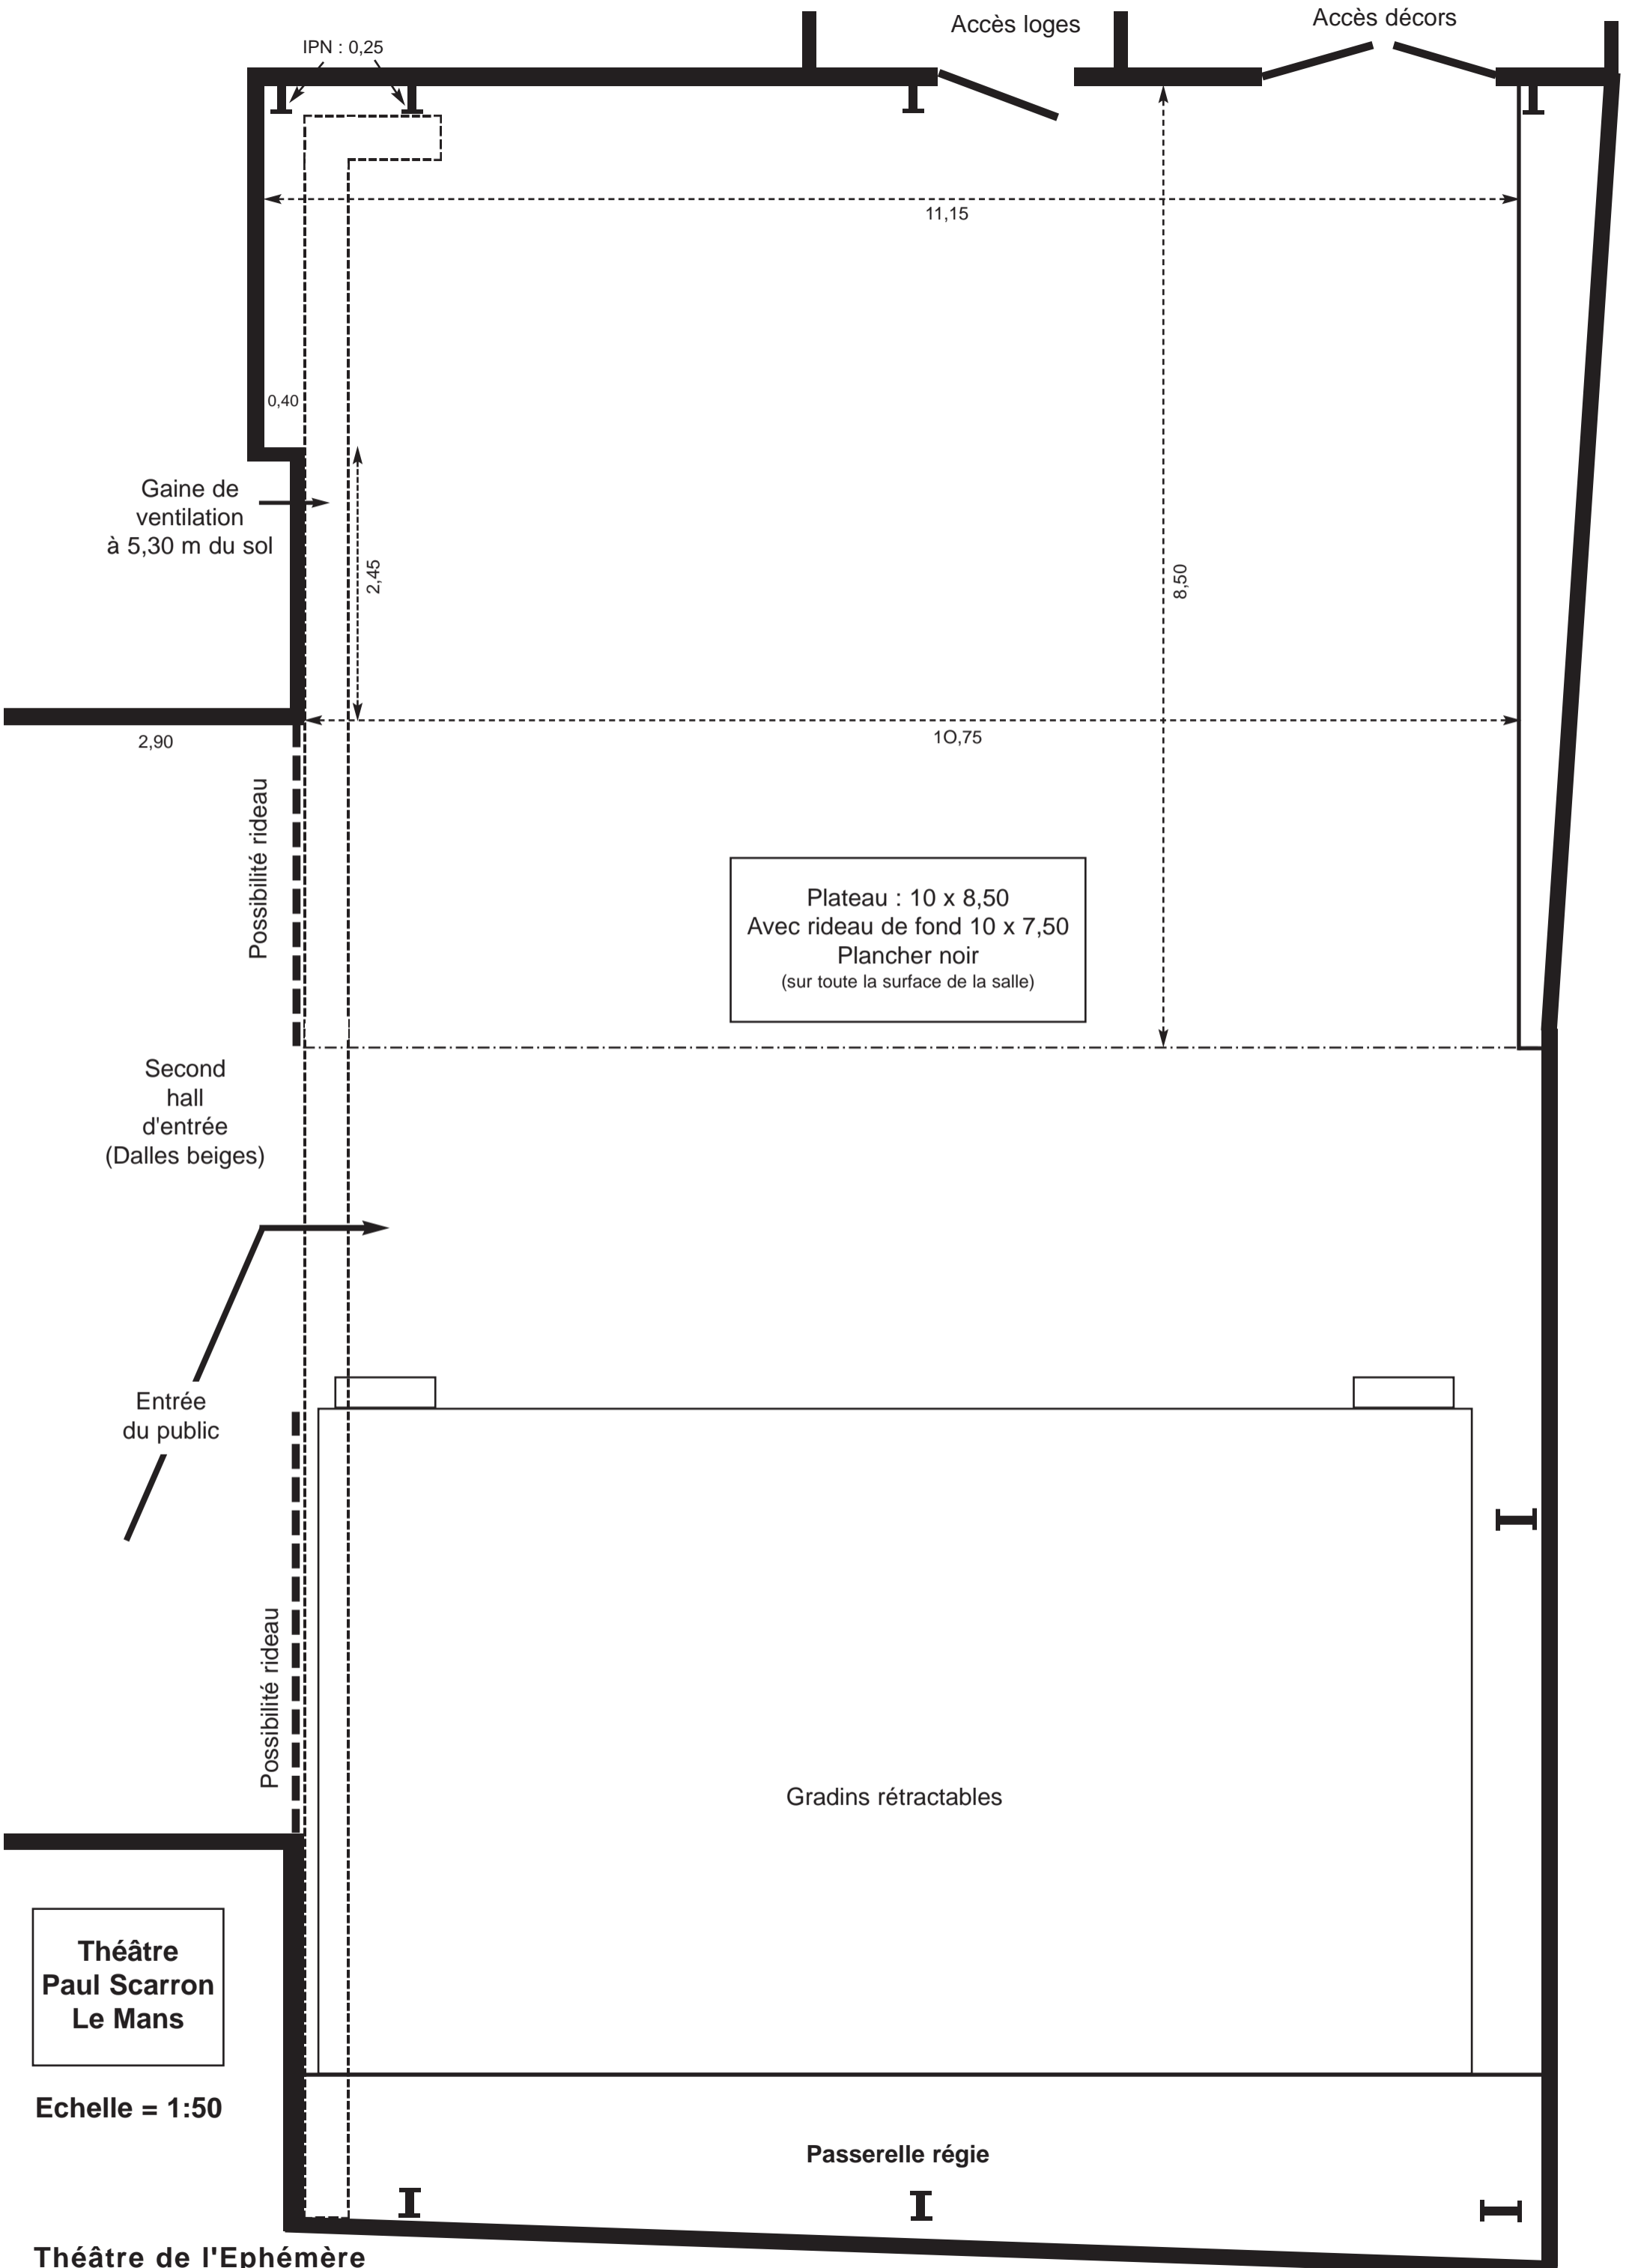 Accès loges
Accès décors
IPN : 0,25
11,15
0,40
Gaine de
ventilation
à 5,30 m du sol
2,45
8,50
2,90
1O,75
Possibilité rideau
Plateau : 10 x 8,50
Avec rideau de fond 10 x 7,50
Plancher noir
(sur toute la surface de la salle)
Second
hall
d'entrée
(Dalles beiges)
Entrée
du public
Possibilité rideau
Gradins rétractables
Théâtre
Paul Scarron
Le Mans
Echelle = 1:50
Passerelle régie
Théâtre de l'Ephémère